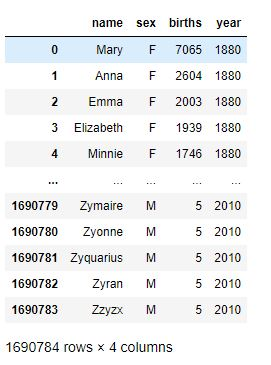 name sex births year
0 Mary F 7065 1880
1 Anna F 2604 1880
2 Emma F 2003 1880
3 Elizabeth F 1939 1880
4 Minnie F 1746 1880
... ... ... ... ...
1690779 Zymaire M 5 2010
1690780 Zyonne M 5 2010
1690781 Zyquarius M 5 2010
1690782 Zyran M 5 2010
1690783 Zzyzx M 5 2010
1690784 rows × 4 columns